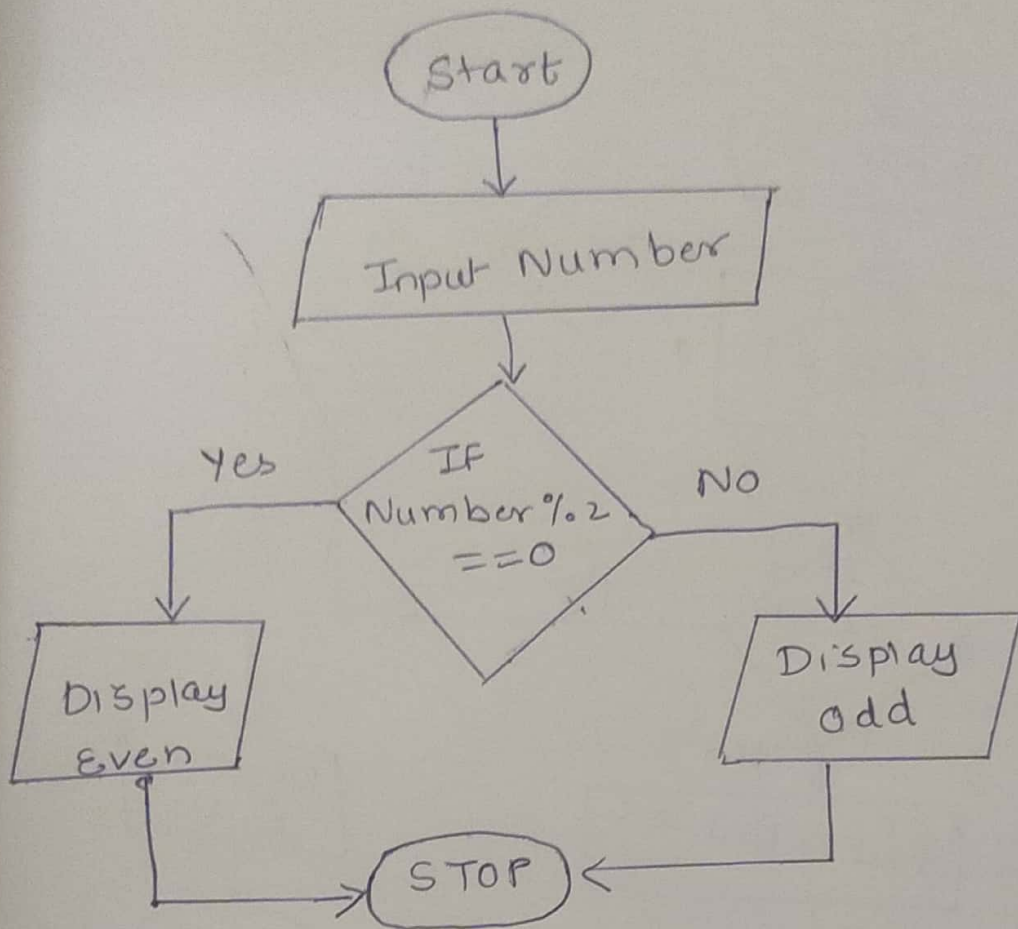 Start
Input Number
IF
Number%2
==0
Yes
NO
Display
Even
Display
odd
STOP